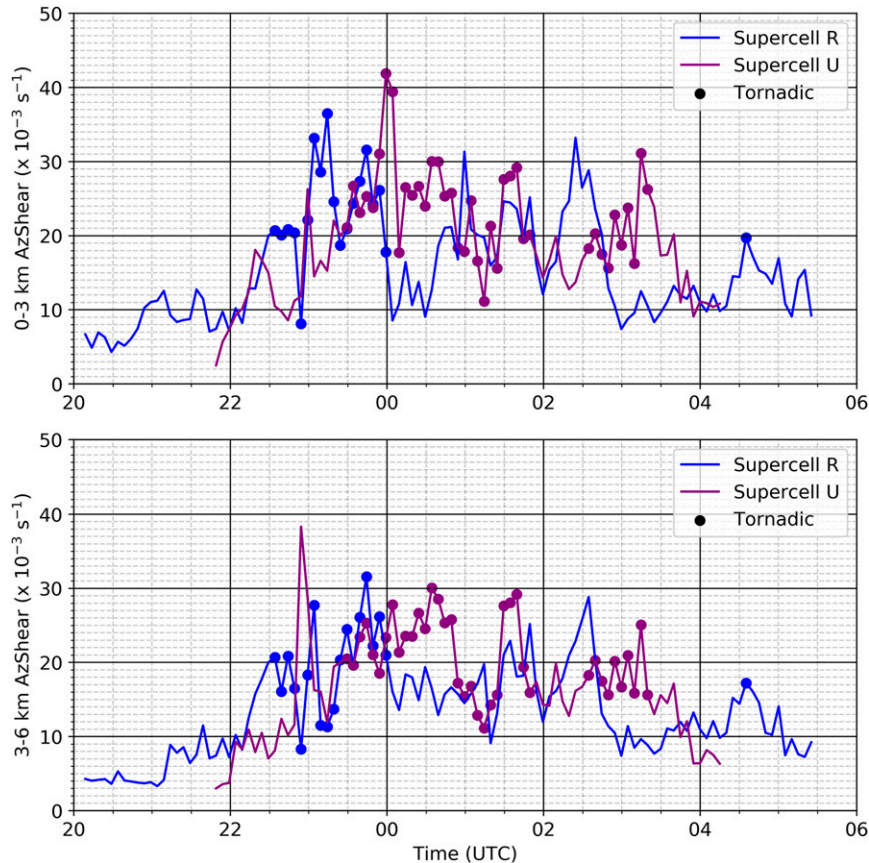 50
40
30
20
10
0
0-3 km AzShear (x 10⁻³ s⁻¹)
Supercell R
Supercell U
Tornadic
20 22 00 02 04 06
50
40
30
20
10
0
3-6 km AzShear (x 10⁻³ s⁻¹)
Supercell R
Supercell U
Tornadic
20 22 00 02 04 06
Time (UTC)